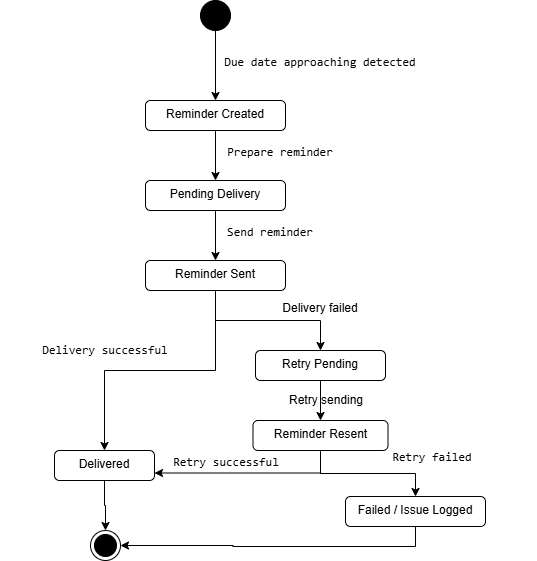 Due date approaching detected
Reminder Created
Prepare reminder
Pending Delivery
Send reminder
Reminder Sent
Delivery failed
Delivery successful
Retry Pending
Retry sending
Reminder Resent
Retry failed
Retry successful
Delivered
Failed / Issue Logged